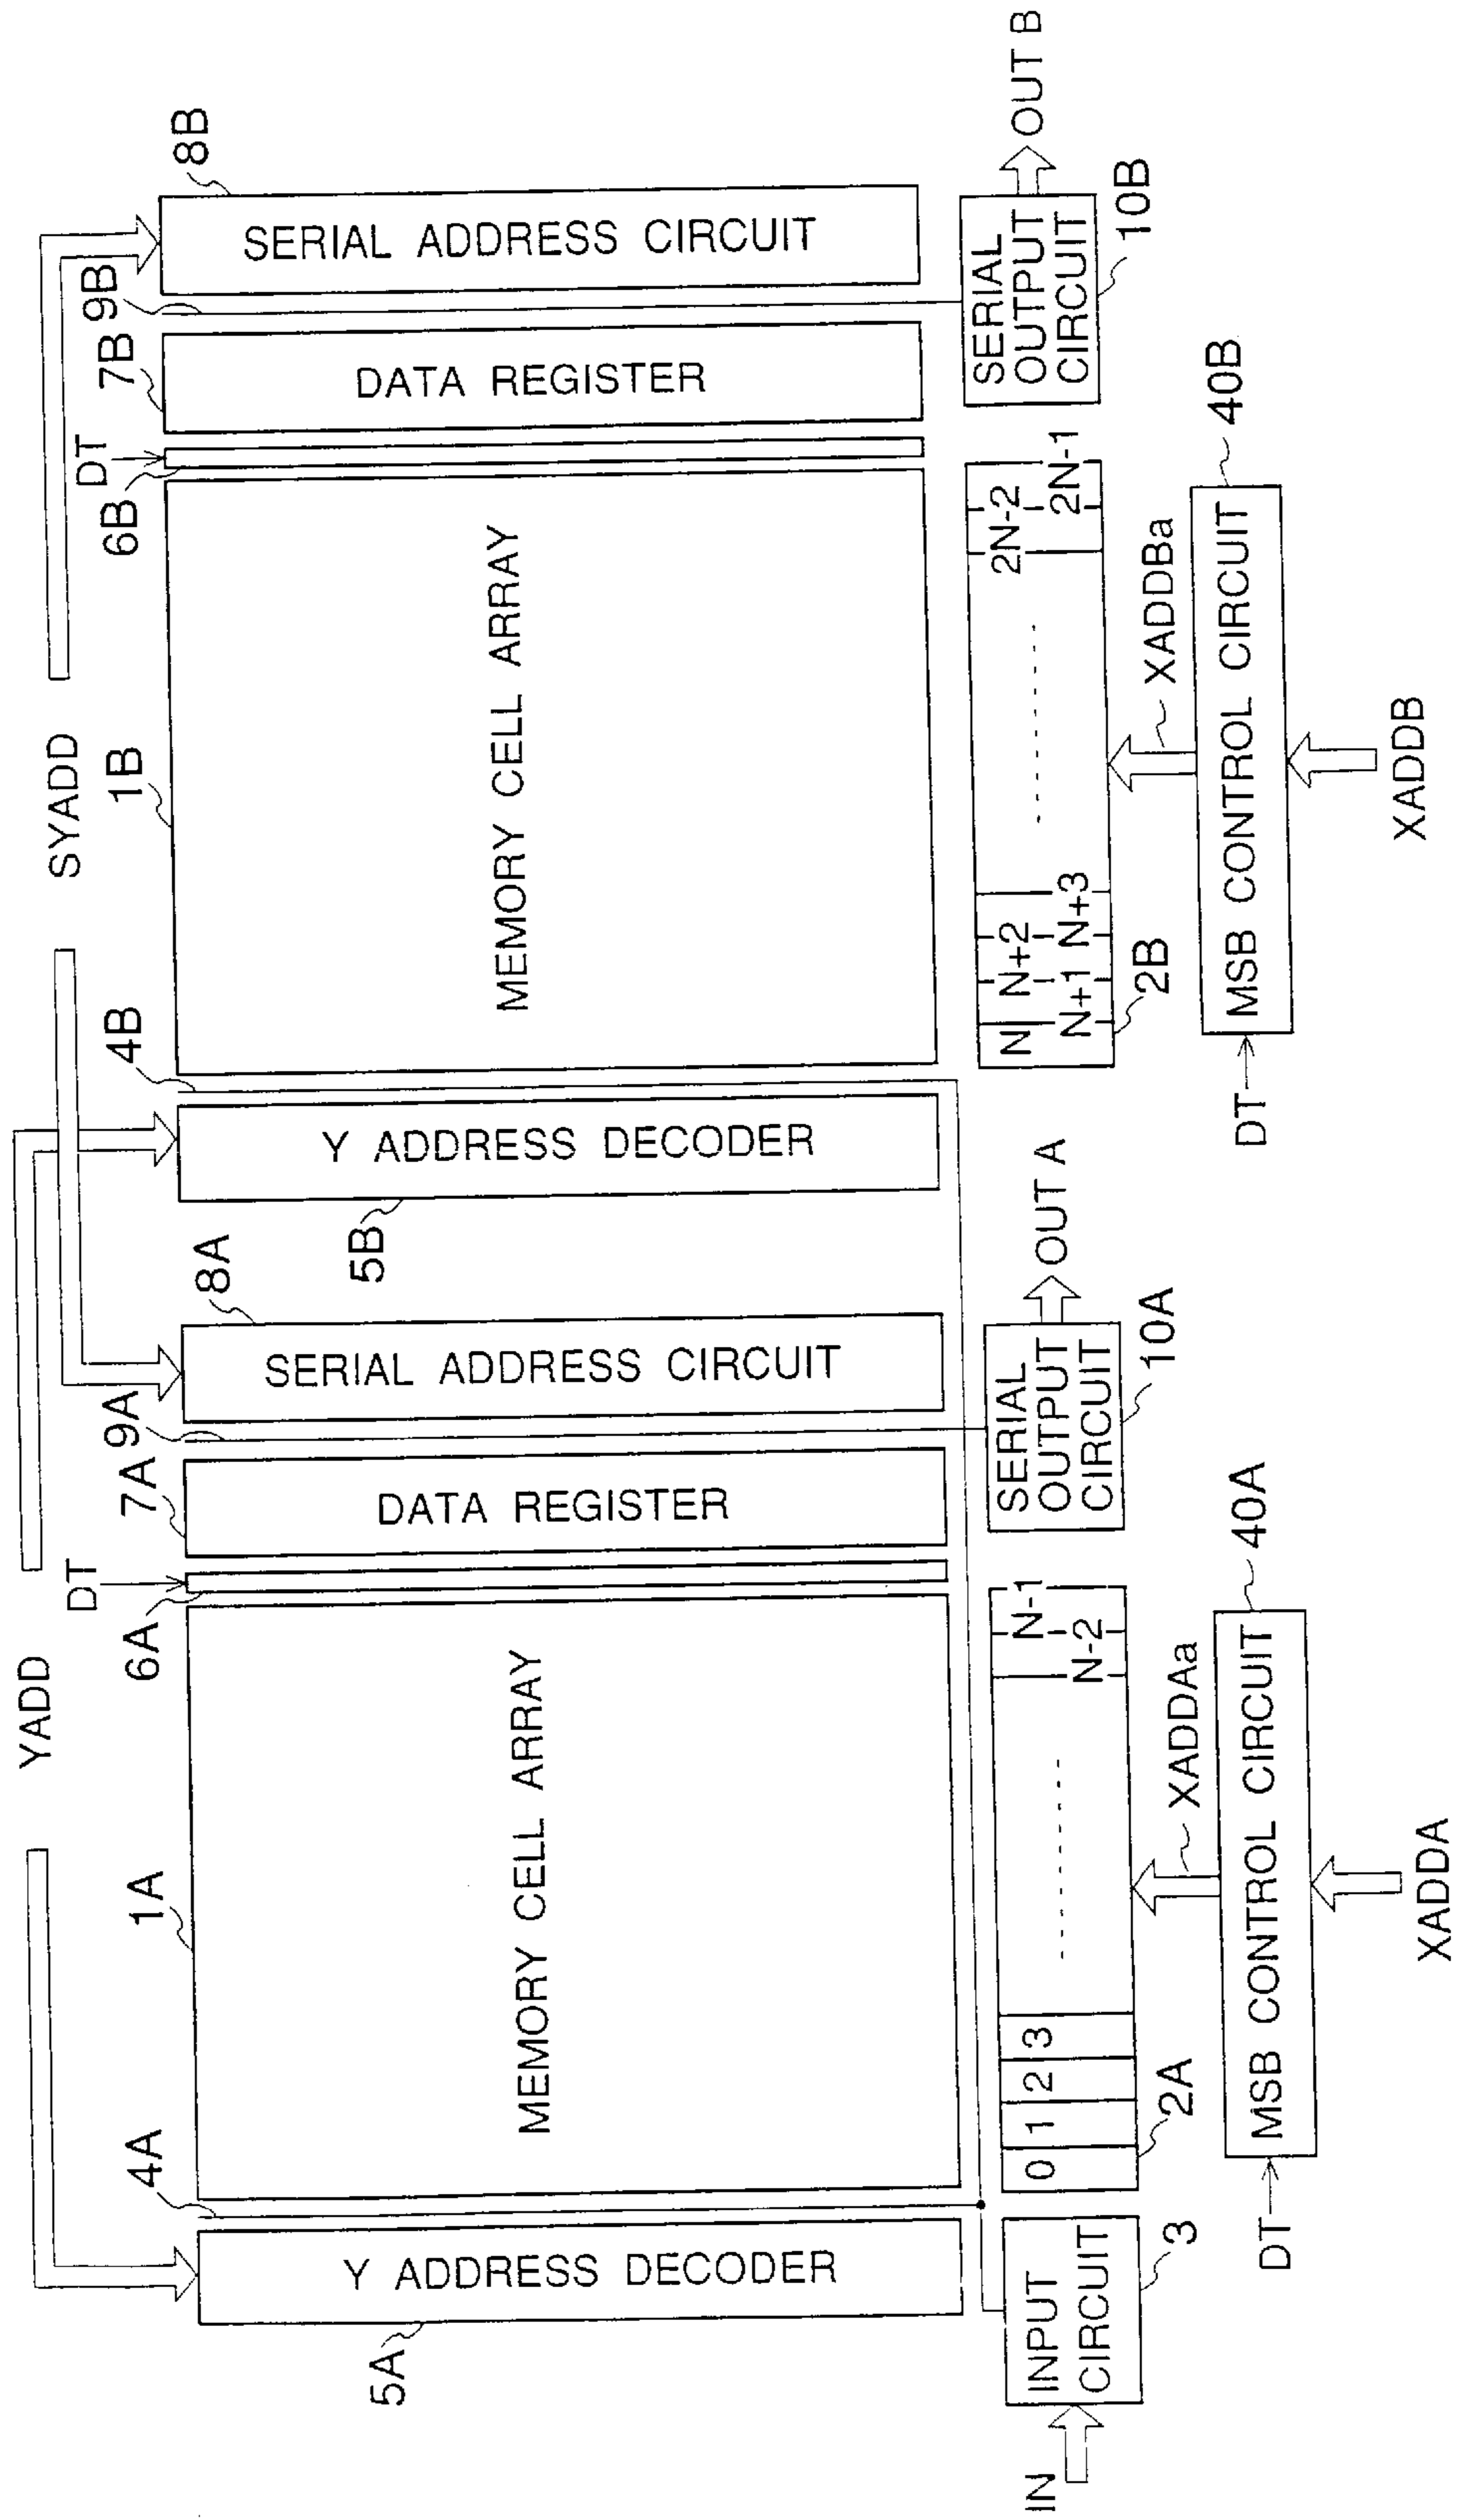 YADD
SYADD
4A
1A
6A
DT
7A
9A
8A
4B
1B
6B
DT
7B
9B
8B
Y ADDRESS DECODER
MEMORY CELL ARRAY
DATA REGISTER
SERIAL ADDRESS CIRCUIT
Y ADDRESS DECODER
MEMORY CELL ARRAY
DATA REGISTER
SERIAL ADDRESS CIRCUIT
5A
5B
IN
INPUT
CIRCUIT
3
0 1 2 3
N-1
N-2
2A
SERIAL
OUTPUT
CIRCUIT
OUT A
10A
N N+2 2N-2
N+1 N+3 2N-1
2B
SERIAL
OUTPUT
CIRCUIT
OUT B
10B
XADDAa
XADDBa
DT
MSB CONTROL CIRCUIT
40A
DT
MSB CONTROL CIRCUIT
40B
XADDA
XADDB